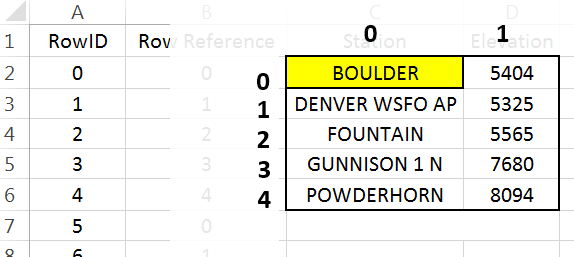 A B C D
0 1
1 RowID Row Reference Station Elevation
2 0 0 0 BOULDER 5404
3 1 1 1 DENVER WSFO AP 5325
4 2 2 2 FOUNTAIN 5565
5 3 3 3 GUNNISON 1 N 7680
6 4 4 4 POWDERHORN 8094
7 5 0
8 6 1